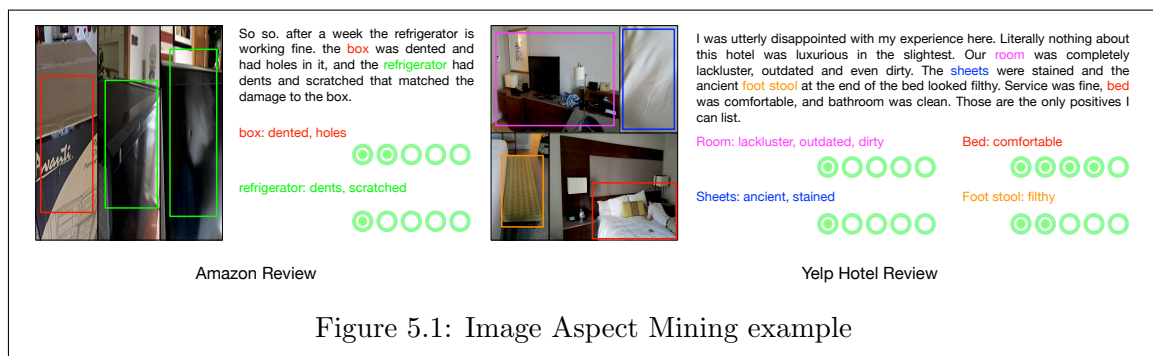 So so. after a week the refrigerator is
working fine. the box was dented and
had holes in it, and the refrigerator had
dents and scratched that matched the
damage to the box.
box: dented, holes
refrigerator: dents, scratched
Avanti
Amazon Review
I was utterly disappointed with my experience here. Literally nothing about
this hotel was luxurious in the slightest. Our room was completely
lackluster, outdated and even dirty. The sheets were stained and the
ancient foot stool at the end of the bed looked filthy. Service was fine, bed
was comfortable, and bathroom was clean. Those are the only positives I
can list.
Room: lackluster, outdated, dirty
Bed: comfortable
Sheets: ancient, stained
Foot stool: filthy
Yelp Hotel Review
Figure 5.1: Image Aspect Mining example